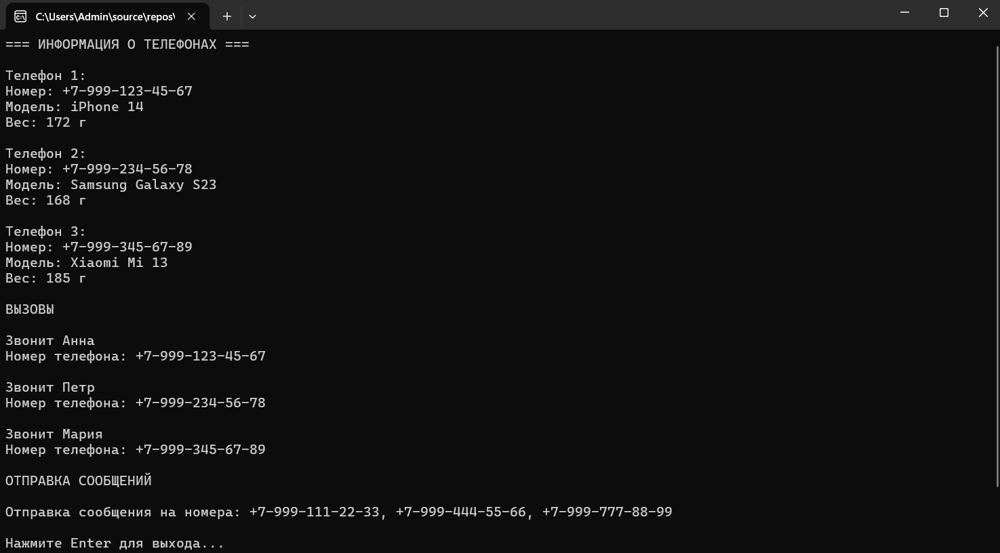 C:\Users\Admin\source\repos\
=== ИНФОРМАЦИЯ О ТЕЛЕФОНАХ ===
Телефон 1:
Номер: +7-999-123-45-67
Модель: iPhone 14
Вес: 172 г
Телефон 2:
Номер: +7-999-234-56-78
Модель: Samsung Galaxy S23
Вес: 168 г
Телефон 3:
Номер: +7-999-345-67-89
Модель: Xiaomi Mi 13
Вес: 185 г
ВЫЗОВЫ
Звонит Анна
Номер телефона: +7-999-123-45-67
Звонит Петр
Номер телефона: +7-999-234-56-78
Звонит Мария
Номер телефона: +7-999-345-67-89
ОТПРАВКА СООБЩЕНИЙ
Отправка сообщения на номера: +7-999-111-22-33, +7-999-444-55-66, +7-999-777-88-99
Нажмите Enter для выхода...